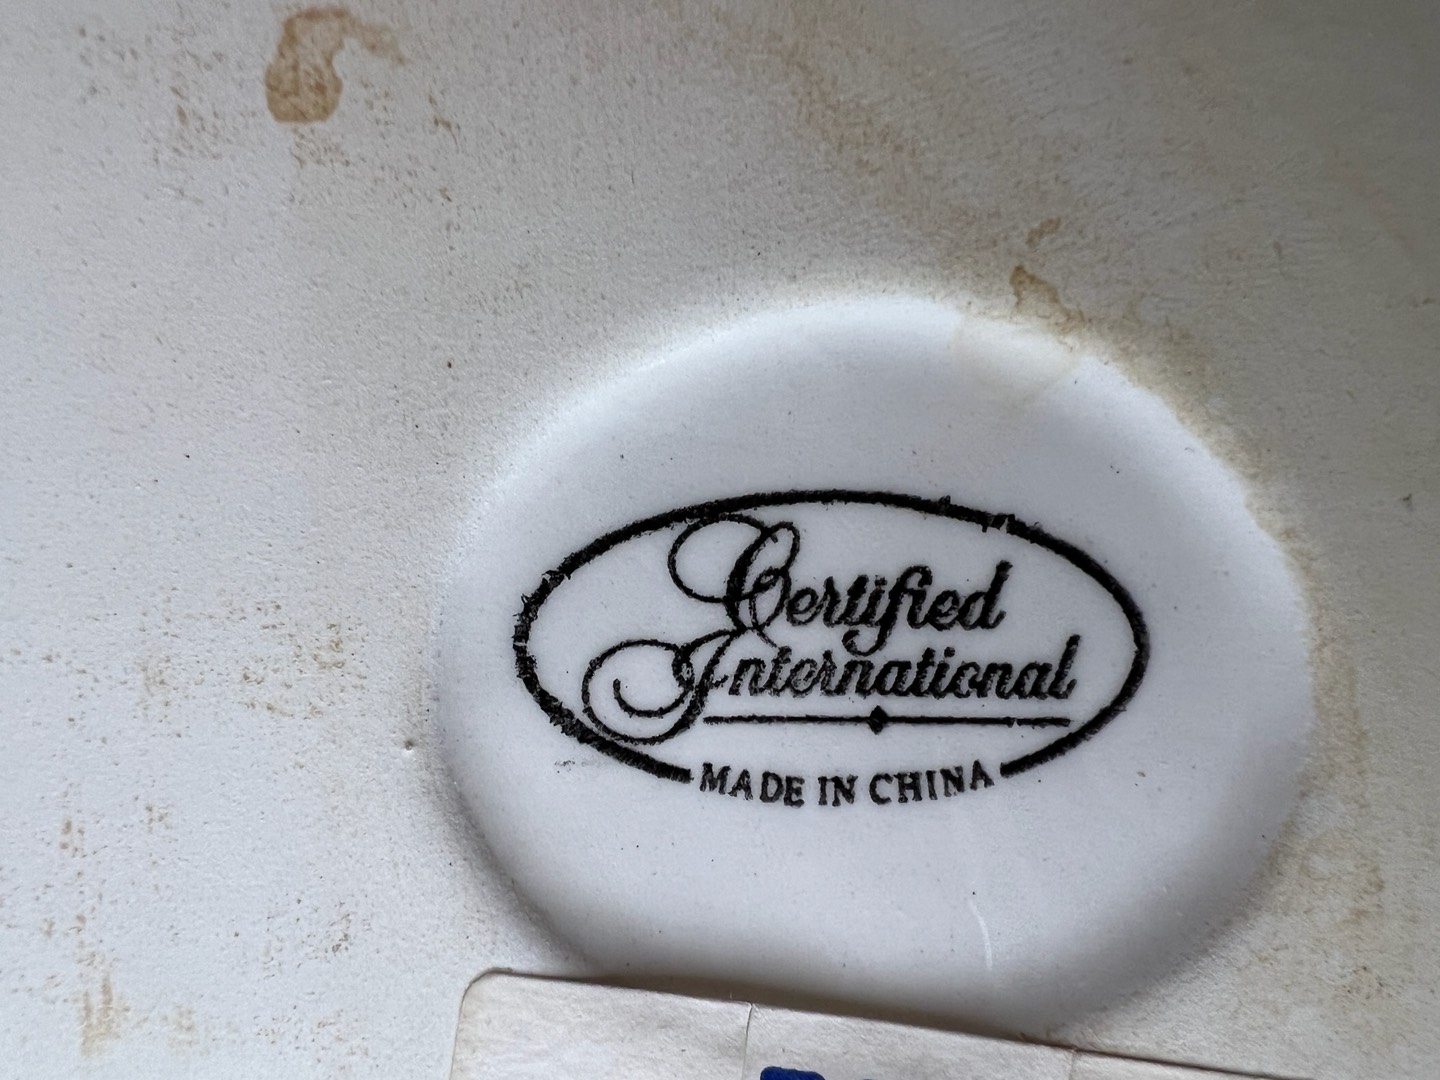 Certified
International
MADE IN CHINA